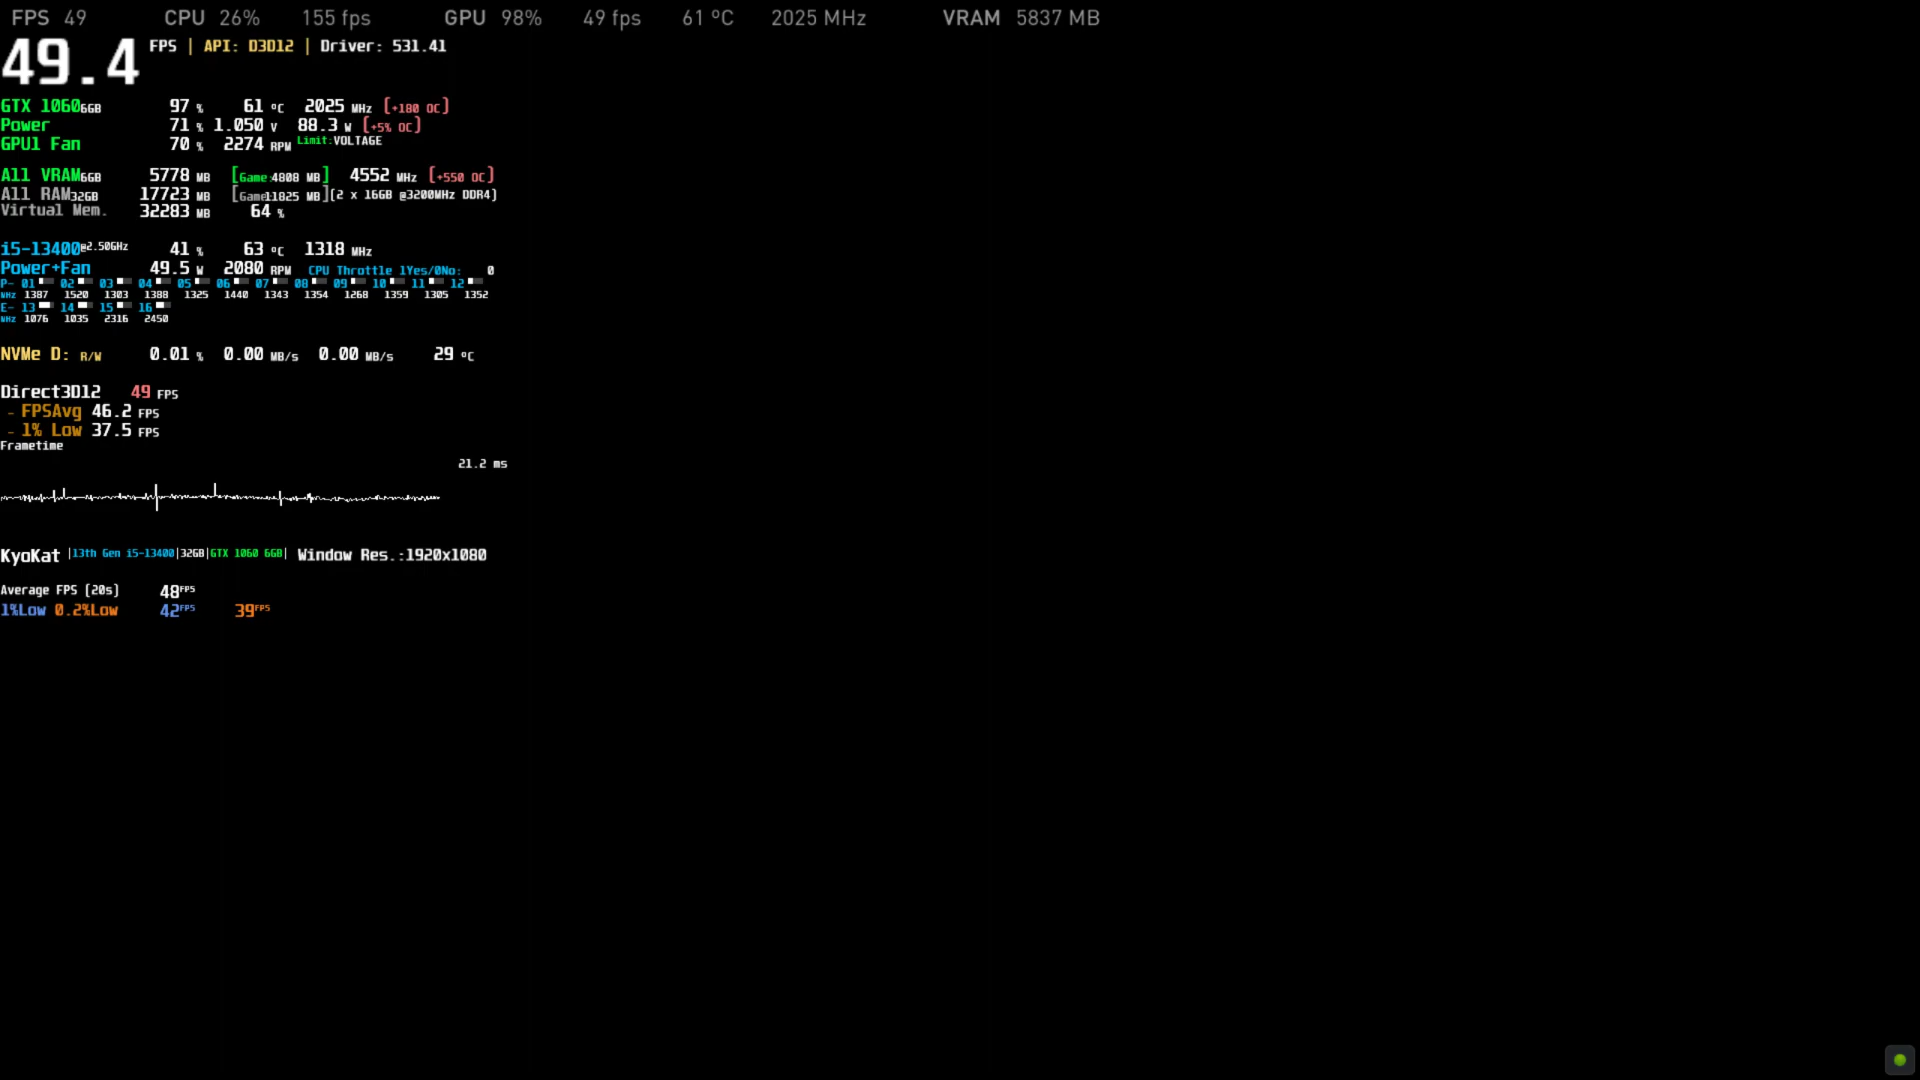 FPS 49 CPU 26% 155 fps GPU 98% 49 fps 61 ºC 2025 MHz VRAM 5837 MB
49.4 FPS | API: D3D12 | Driver: 531.41
GTX 1060 6GB 97 % 61 ºC 2025 MHz [+180 OC]
Power 71 % 1.050 V 88.3 W [+5% OC]
GPU1 Fan 70 % 2274 RPM Limit:VOLTAGE
All VRAM 6GB 5778 MB [Game:4808 MB] 4552 MHz [+550 OC]
All RAM 32GB 17723 MB [Game11825 MB][2 x 16GB @3200MHz DDR4]
Virtual Mem. 32283 MB 64 %
i5-13400@2.50GHz 41 % 63 ºC 1318 MHz
Power+Fan 49.5 W 2080 RPM CPU Throttle 1Yes/0No: 0
P- 01 02 03 04 05 06 07 08 09 10 11 12
MHz 1387 1520 1303 1388 1325 1440 1343 1354 1268 1359 1305 1352
E- 13 14 15 16
MHz 1076 1035 2316 2450
NVMe D: R/W 0.01 % 0.00 MB/s 0.00 MB/s 29 ºC
Direct3D12 49 FPS
- FPSAvg 46.2 FPS
- 1% Low 37.5 FPS
Frametime
21.2 ms
KyoKat |13th Gen i5-13400|32GB|GTX 1060 6GB| Window Res.:1920x1080
Average FPS [20s] 48 FPS
1%Low 0.2%Low 42 FPS 39 FPS